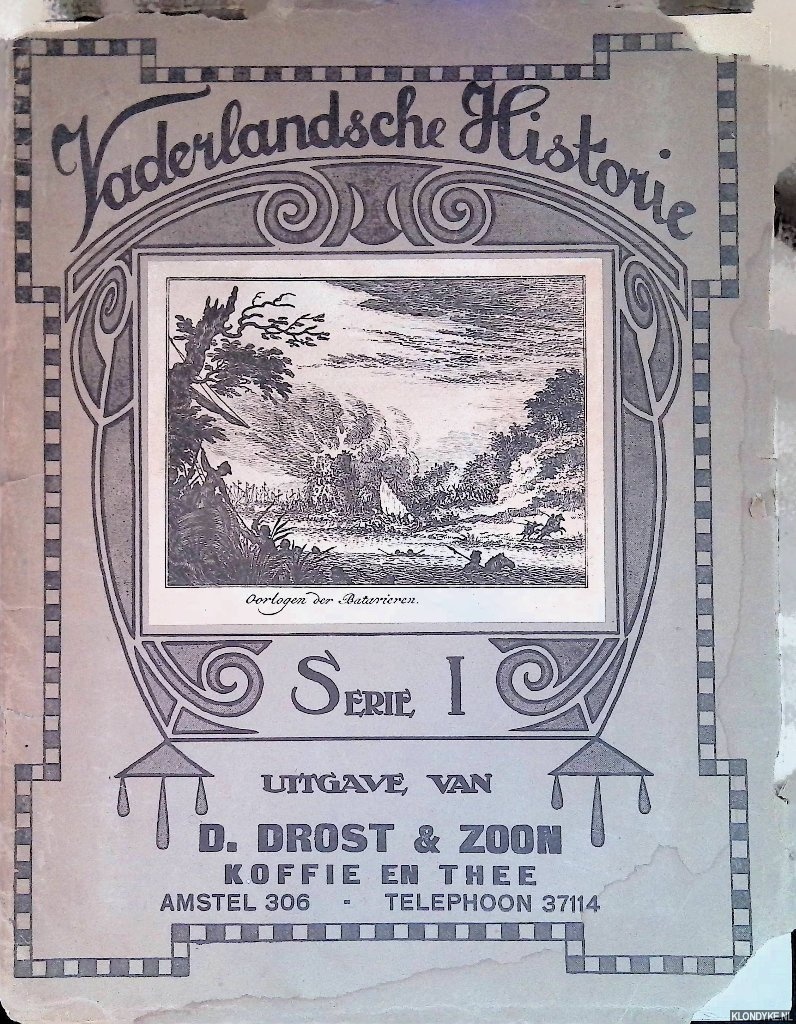 Vaderlandsche Historie
Oorlogen der Batavieren.
SERIE I
UITGAVE VAN
D. DROST & ZOON
KOFFIE EN THEE
AMSTEL 306 - TELEPHOON 37114
KLONDYKE.NL